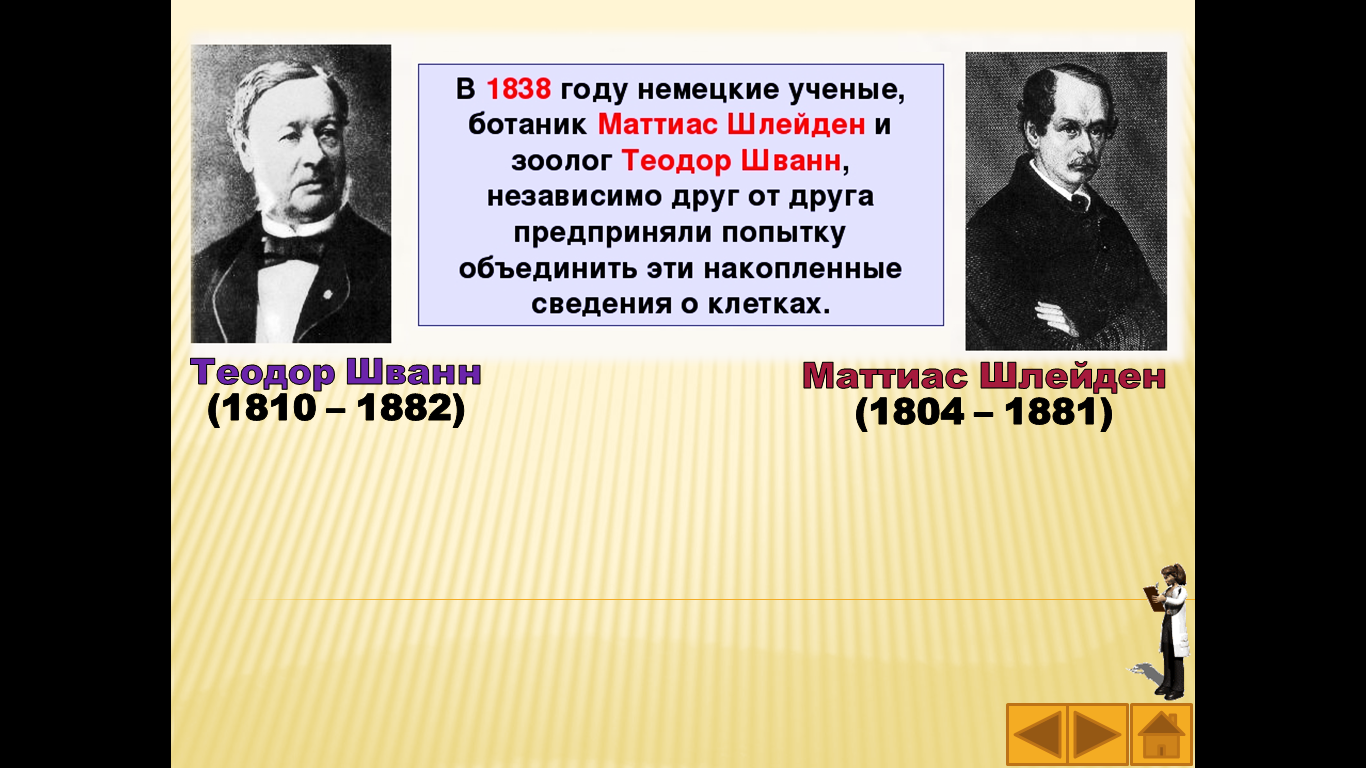 В 1838 году немецкие ученые,
ботаник Маттиас Шлейден и
зоолог Теодор Шванн,
независимо друг от друга
предприняли попытку
объединить эти накопленные
сведения о клетках.
Теодор Шванн
(1810 – 1882)
Маттиас Шлейден
(1804 – 1881)